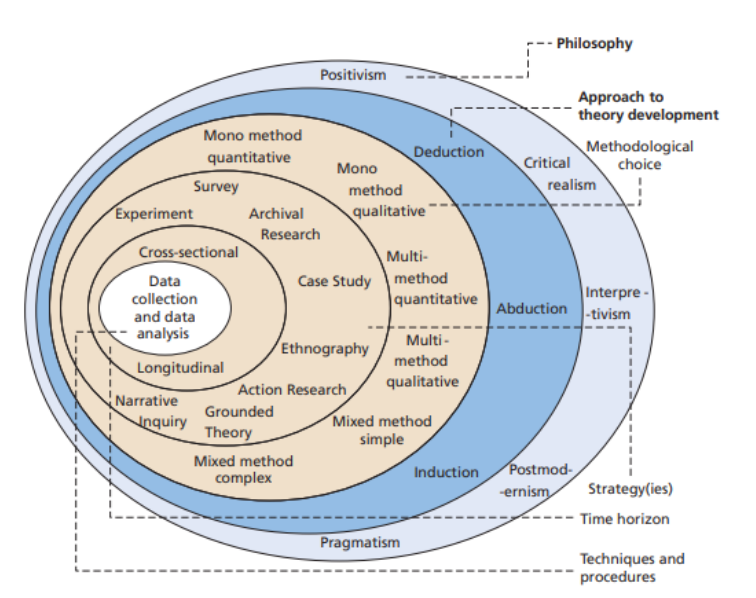 Philosophy
Positivism
Approach to
theory development
Mono method
quantitative
Deduction
Methodological
choice
Critical
realism
Mono
method
qualitative
Survey
Experiment
Archival
Research
Cross-sectional
Multi-
method
quantitative
Data
collection
and data
analysis
Case Study
Interpre -
-tivism
Abduction
Ethnography
Multi -
method
qualitative
Longitudinal
Action Research
Narrative
Inquiry
Grounded
Theory
Mixed method
simple
Mixed method
complex
Induction
Postmod-
-ernism
Strategy(ies)
Time horizon
Pragmatism
Techniques and
procedures